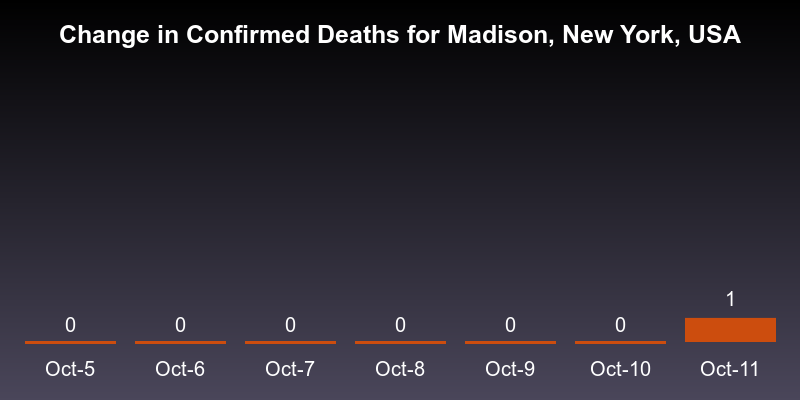 Change in Confirmed Deaths for Madison, New York, USA
0 0 0 0 0 0 1
Oct-5 Oct-6 Oct-7 Oct-8 Oct-9 Oct-10 Oct-11